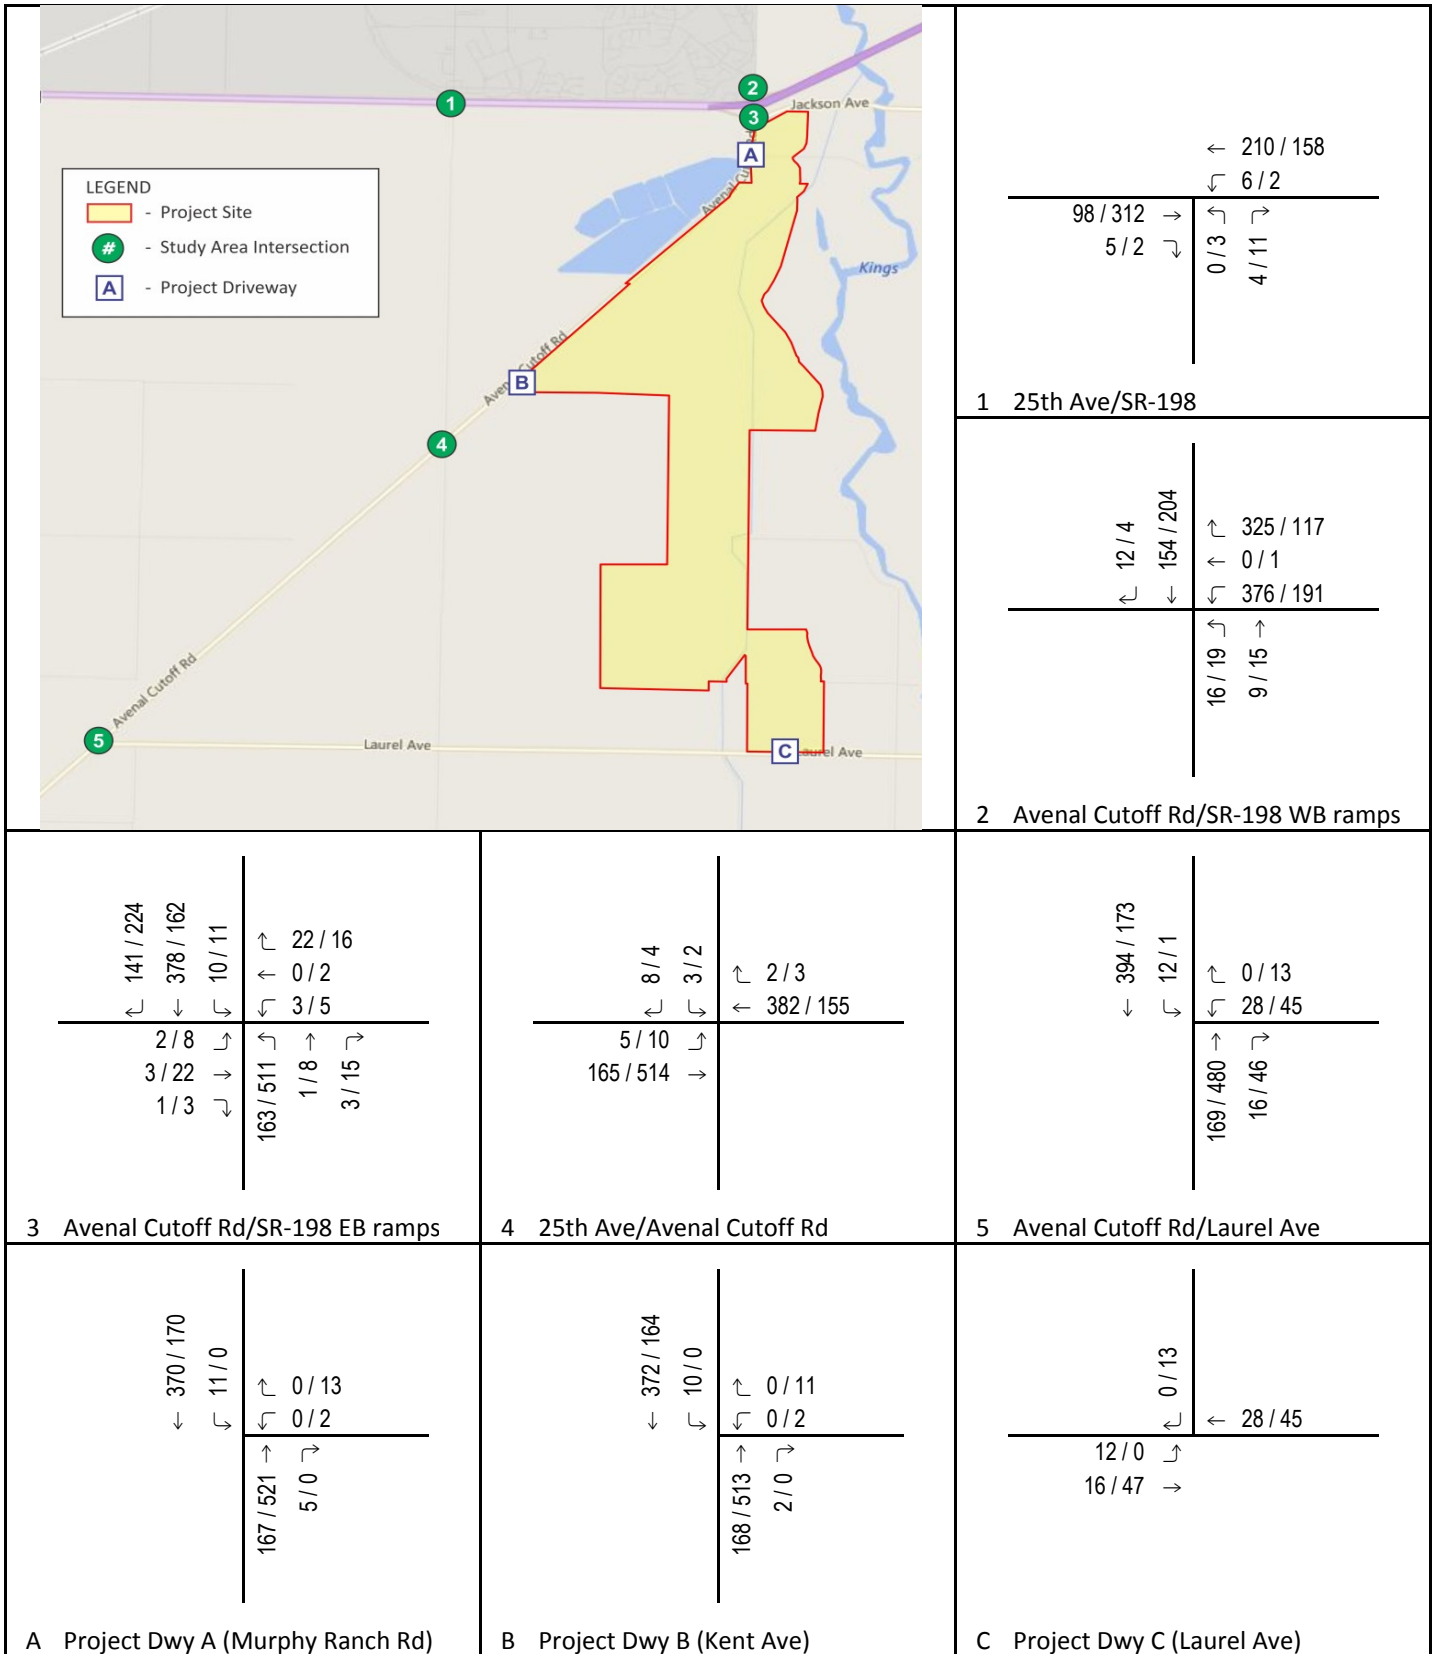 1
2
3
Jackson Ave
A
Avenal Cu
LEGEND
- Project Site
# - Study Area Intersection
A - Project Driveway
Kings
Avenal Cutoff Rd
B
4
Avenal Cutoff Rd
5
Laurel Ave
C
Laurel Ave
← 210 / 158
6 / 2
98 / 312 →
5 / 2
0 / 3
4 / 11
1 25th Ave/SR-198
12 / 4
154 / 204
325 / 117
← 0 / 1
376 / 191
16 / 19
9 / 15
2 Avenal Cutoff Rd/SR-198 WB ramps
141 / 224
378 / 162
10 / 11
22 / 16
← 0 / 2
3 / 5
2 / 8
3 / 22 →
1 / 3
163 / 511
1 / 8
3 / 15
3 Avenal Cutoff Rd/SR-198 EB ramps
8 / 4
3 / 2
2 / 3
← 382 / 155
5 / 10
165 / 514 →
4 25th Ave/Avenal Cutoff Rd
394 / 173
12 / 1
0 / 13
28 / 45
169 / 480
16 / 46
5 Avenal Cutoff Rd/Laurel Ave
370 / 170
11 / 0
0 / 13
0 / 2
167 / 521
5 / 0
A Project Dwy A (Murphy Ranch Rd)
372 / 164
10 / 0
0 / 11
0 / 2
168 / 513
2 / 0
B Project Dwy B (Kent Ave)
0 / 13
← 28 / 45
12 / 0
16 / 47 →
C Project Dwy C (Laurel Ave)